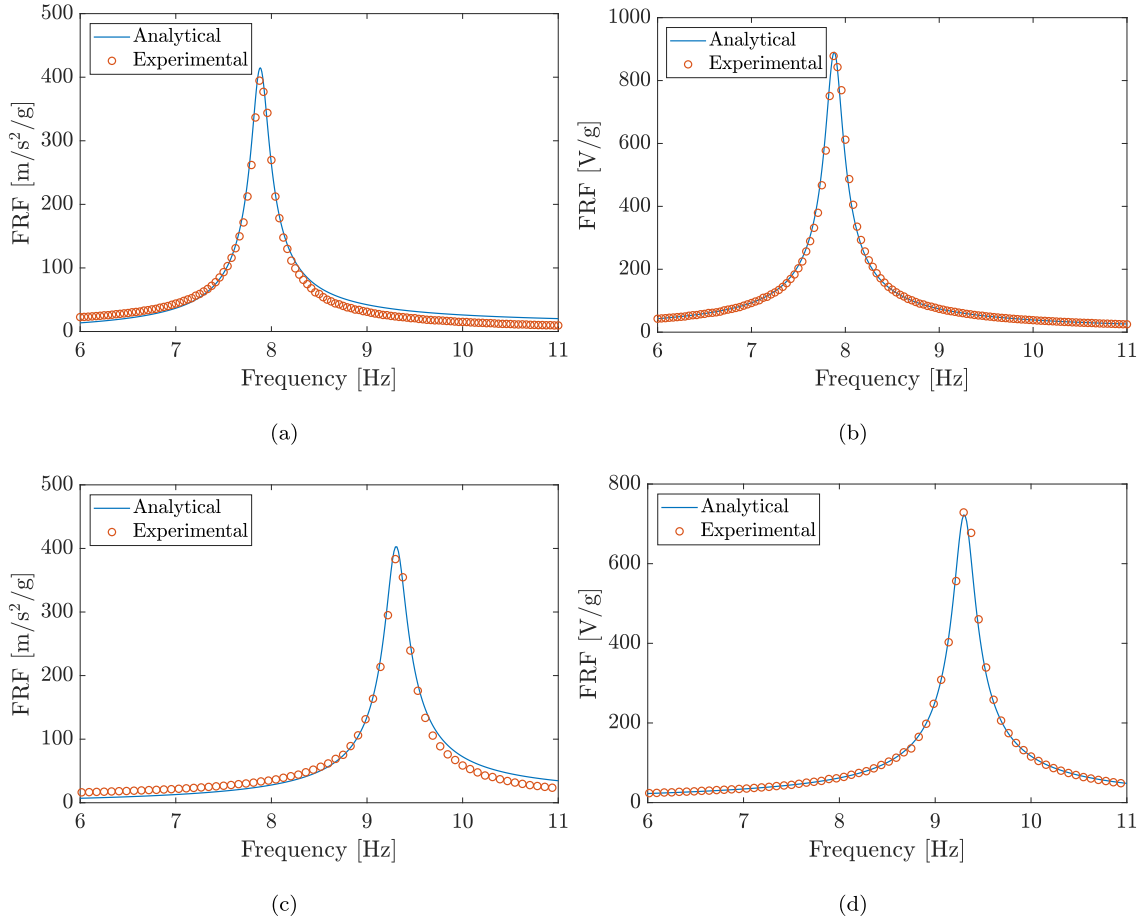 500
400
300
200
100
0
FRF [m/s²/g]
Analytical
Experimental
6 7 8 9 10 11
Frequency [Hz]
(a)
1000
800
600
400
200
0
FRF [V/g]
Analytical
Experimental
6 7 8 9 10 11
Frequency [Hz]
(b)
500
400
300
200
100
0
FRF [m/s²/g]
Analytical
Experimental
6 7 8 9 10 11
Frequency [Hz]
(c)
800
600
400
200
0
FRF [V/g]
Analytical
Experimental
6 7 8 9 10 11
Frequency [Hz]
(d)